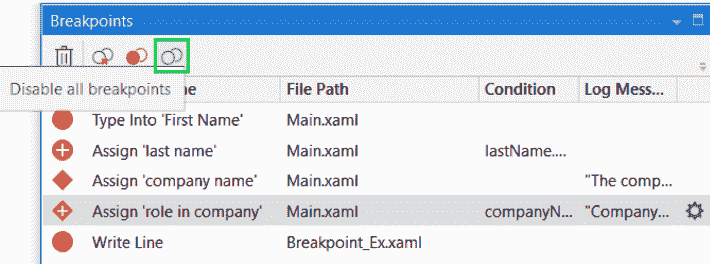 Breakpoints
Disable all breakpoints
ne File Path Condition Log Mess...
Type Into 'First Name' Main.xaml
Assign 'last name' Main.xaml lastName....
Assign 'company name' Main.xaml "The comp...
Assign 'role in company' Main.xaml companyN... "Company...
Write Line Breakpoint_Ex.xaml